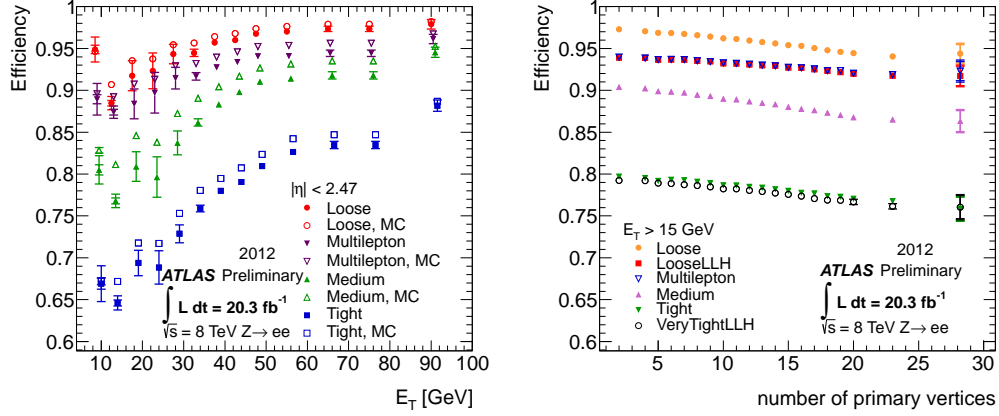 Efficiency
1
0.95
0.9
0.85
0.8
0.75
0.7
0.65
0.6
|η| < 2.47
Loose
Loose, MC
Multilepton
Multilepton, MC
Medium
Medium, MC
Tight
Tight, MC
2012
ATLAS Preliminary
∫ L dt = 20.3 fb⁻¹
√s = 8 TeV Z→ ee
10 20 30 40 50 60 70 80 90 100
E_T [GeV]
Efficiency
1
0.95
0.9
0.85
0.8
0.75
0.7
0.65
0.6
E_T > 15 GeV
Loose
LooseLLH
Multilepton
Medium
Tight
VeryTightLLH
2012
ATLAS Preliminary
∫ L dt = 20.3 fb⁻¹
√s = 8 TeV Z→ ee
0 5 10 15 20 25 30
number of primary vertices